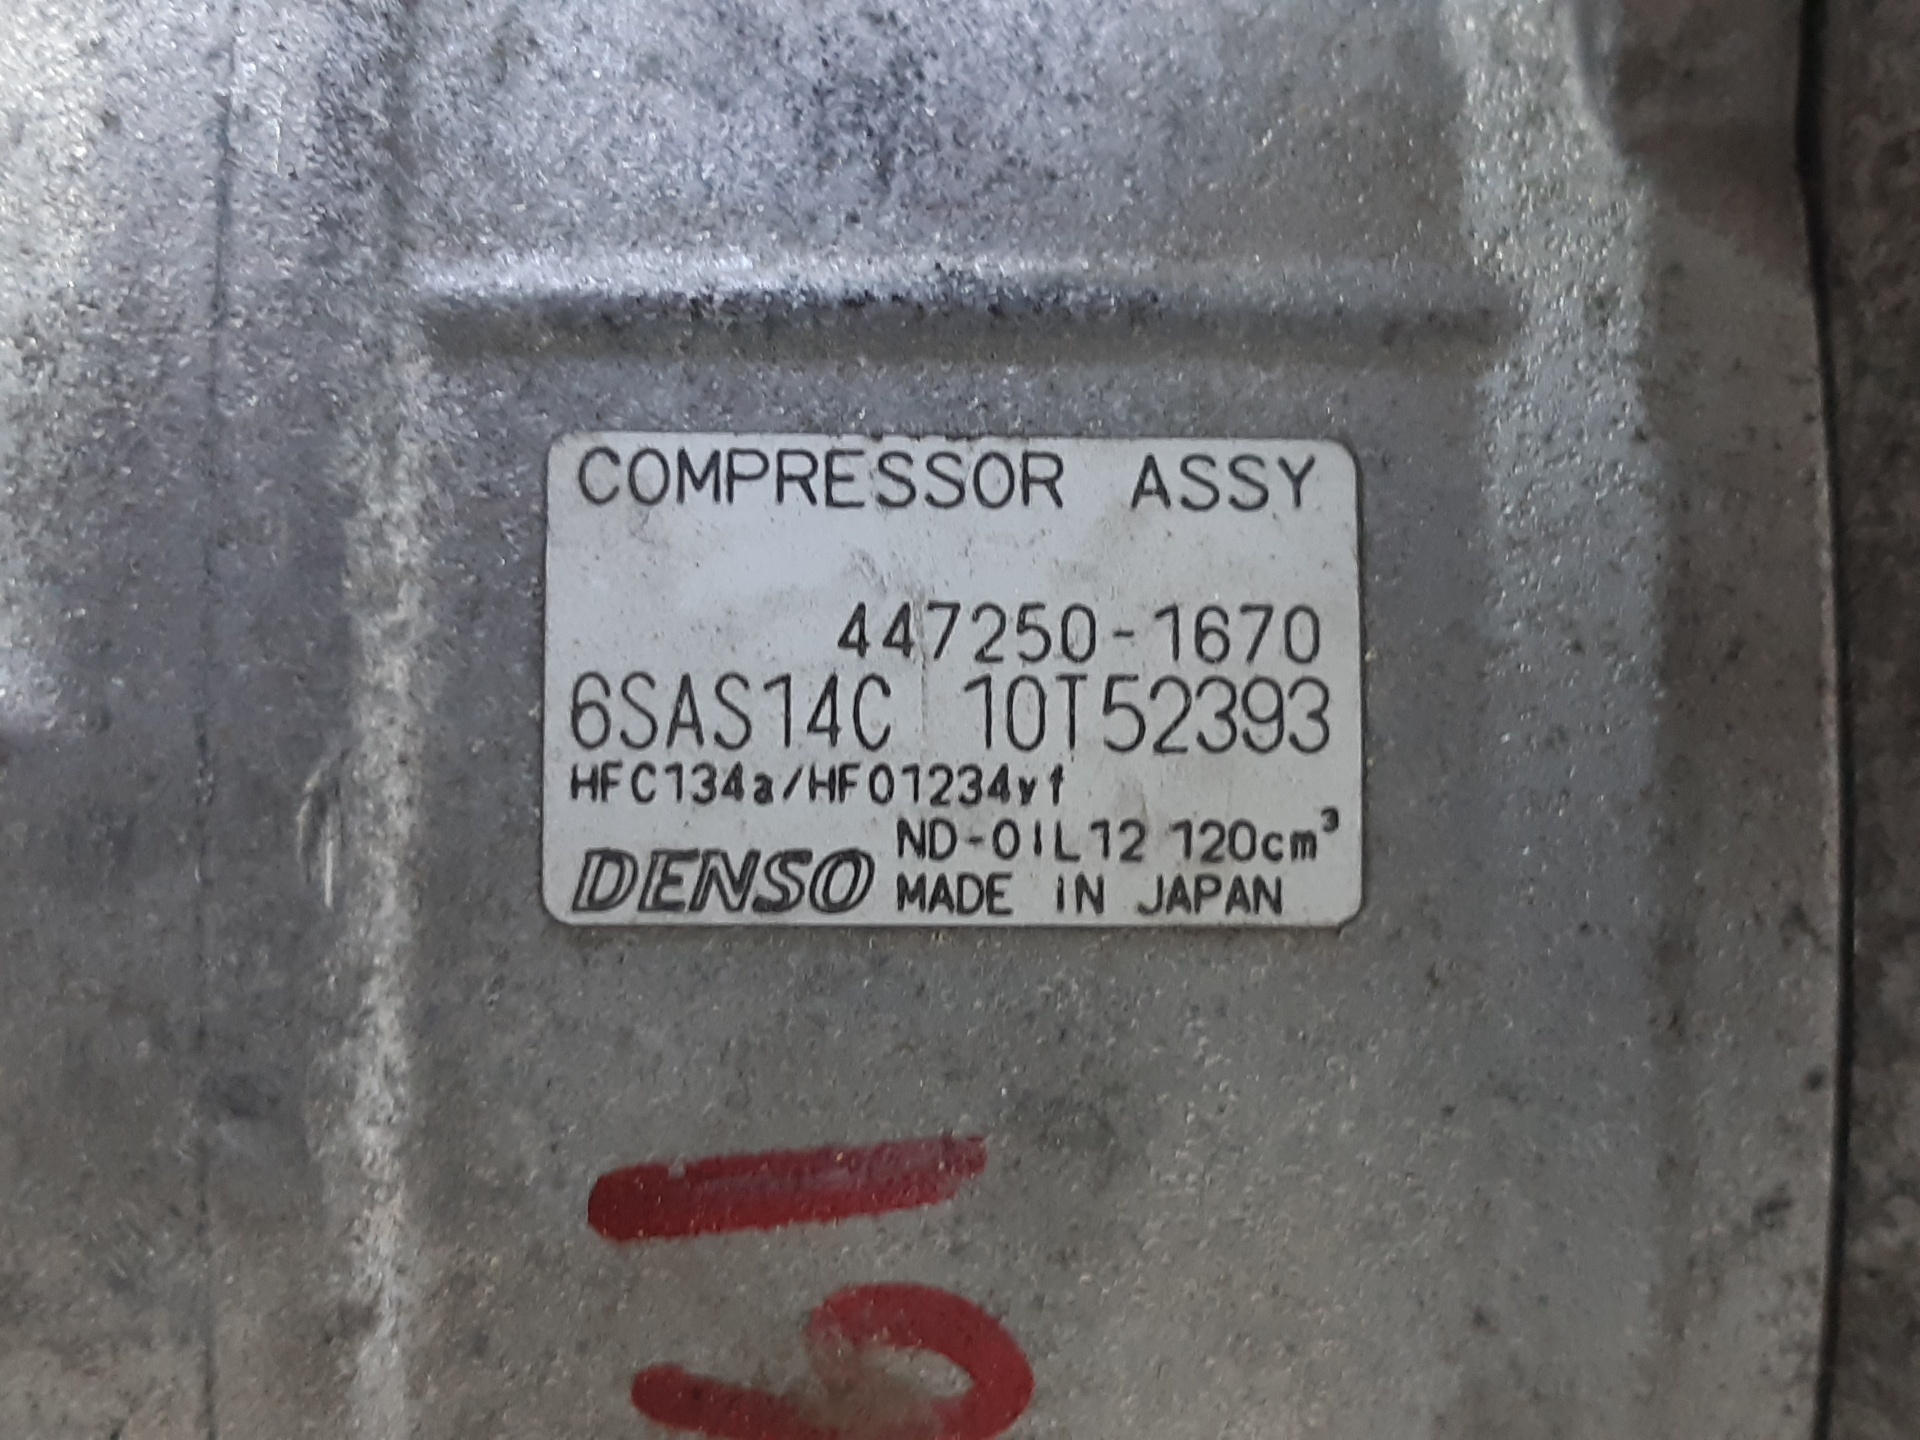 COMPRESSOR ASSY
447250-1670
6SAS14C 10T52393
HFC134a/HFO1234yf
ND-OIL12 120cm³
DENSO MADE IN JAPAN